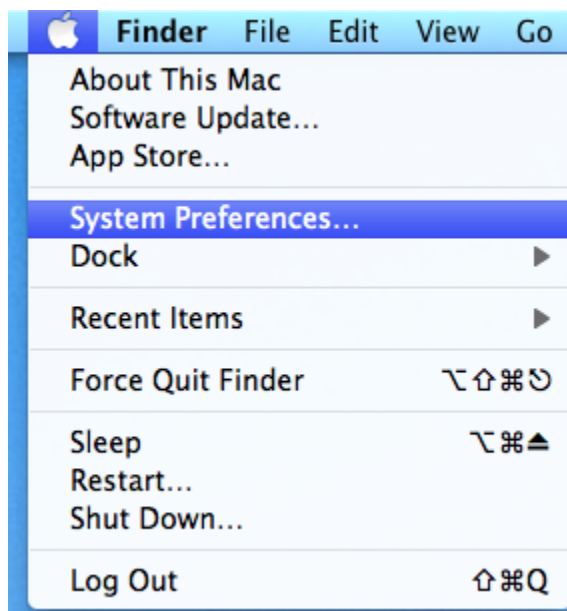 Finder File Edit View Go
About This Mac
Software Update...
App Store...
System Preferences...
Dock ▶
Recent Items ▶
Force Quit Finder ⌥⇧⌘⎋
Sleep ⌥⌘⏏
Restart...
Shut Down...
Log Out ⇧⌘Q